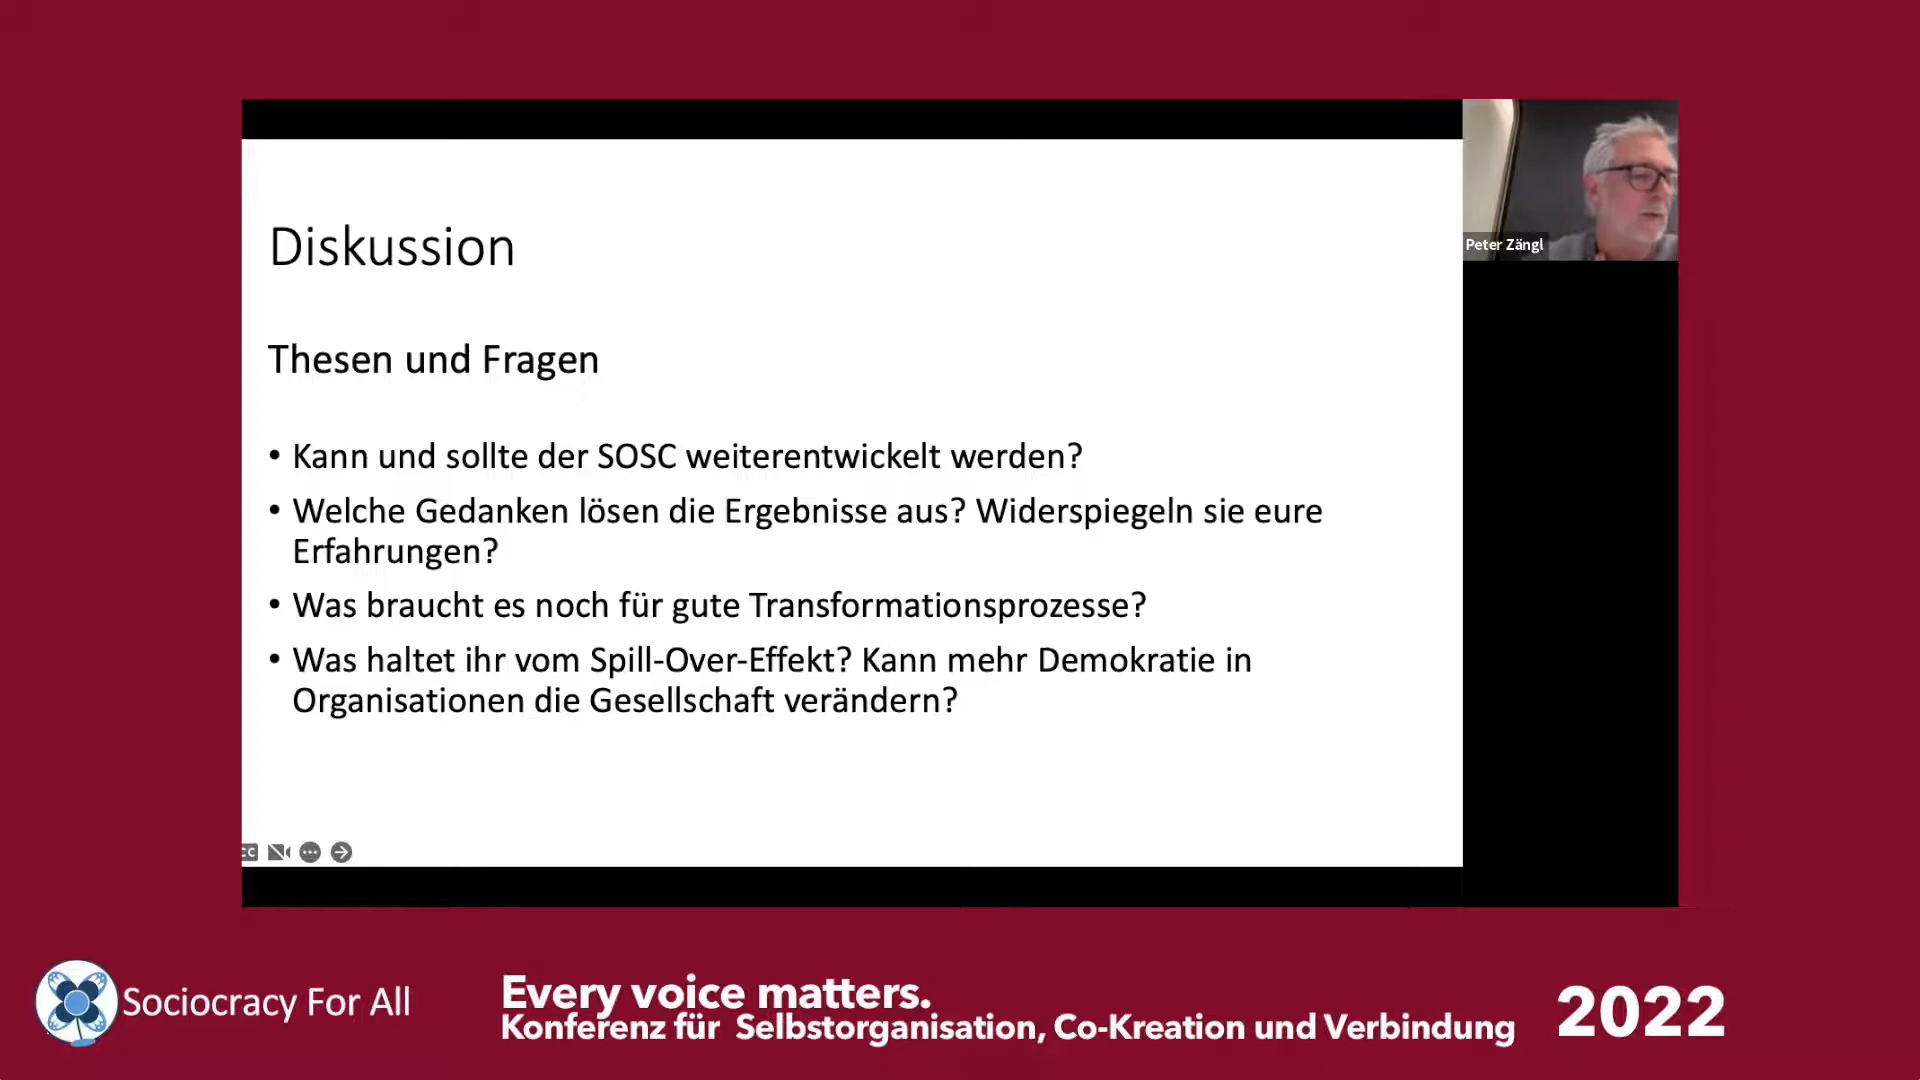 Diskussion
Thesen und Fragen
• Kann und sollte der SOSC weiterentwickelt werden?
• Welche Gedanken lösen die Ergebnisse aus? Widerspiegeln sie eure
Erfahrungen?
• Was braucht es noch für gute Transformationsprozesse?
• Was haltet ihr vom Spill-Over-Effekt? Kann mehr Demokratie in
Organisationen die Gesellschaft verändern?
Peter Zängl
CC
Sociocracy For All
Every voice matters.
Konferenz für Selbstorganisation, Co-Kreation und Verbindung
2022